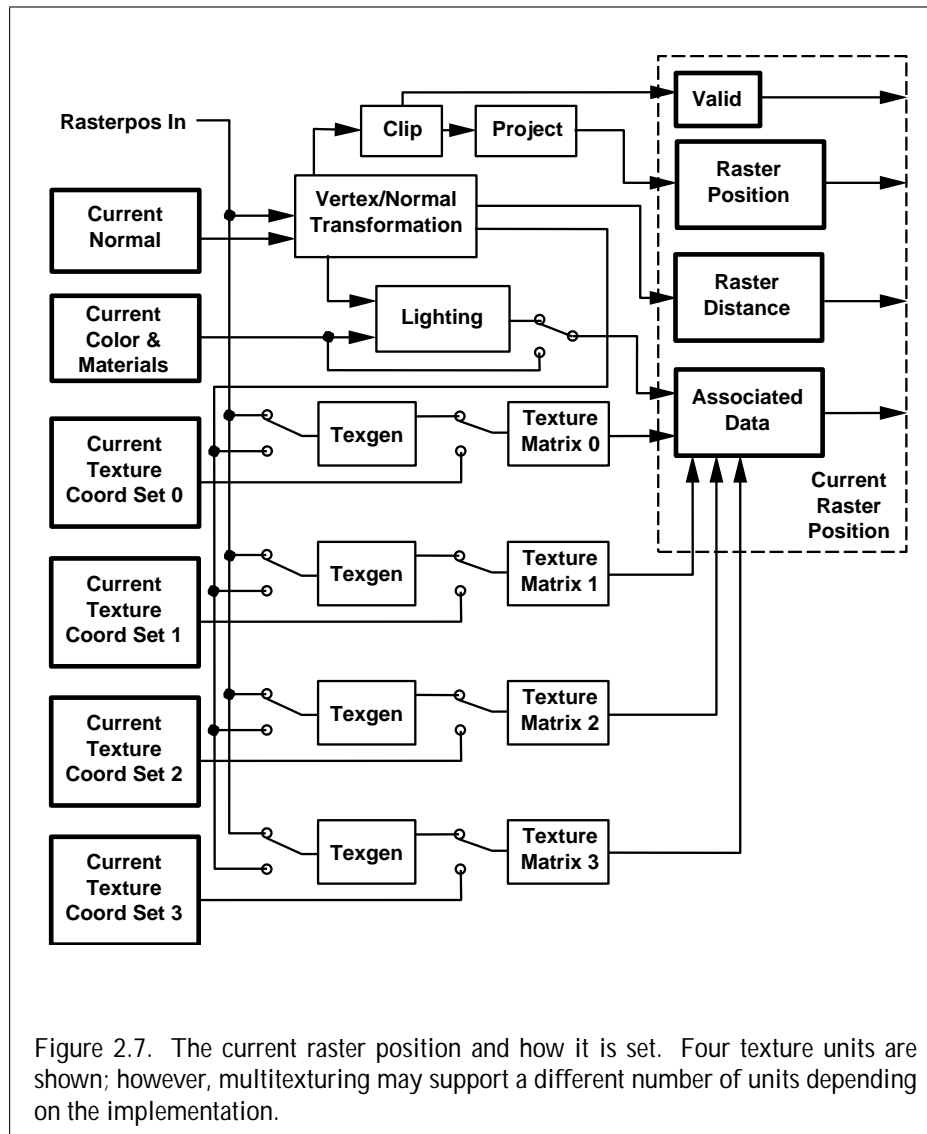 Rasterpos In
Clip
Project
Valid
Raster
Position
Current
Normal
Vertex/Normal
Transformation
Raster
Distance
Current
Color &
Materials
Lighting
Associated
Data
Current
Raster
Position
Current
Texture
Coord Set 0
Texgen
Texture
Matrix 0
Current
Texture
Coord Set 1
Texgen
Texture
Matrix 1
Current
Texture
Coord Set 2
Texgen
Texture
Matrix 2
Current
Texture
Coord Set 3
Texgen
Texture
Matrix 3
Figure 2.7. The current raster position and how it is set. Four texture units are
shown; however, multitexturing may support a different number of units depending
on the implementation.